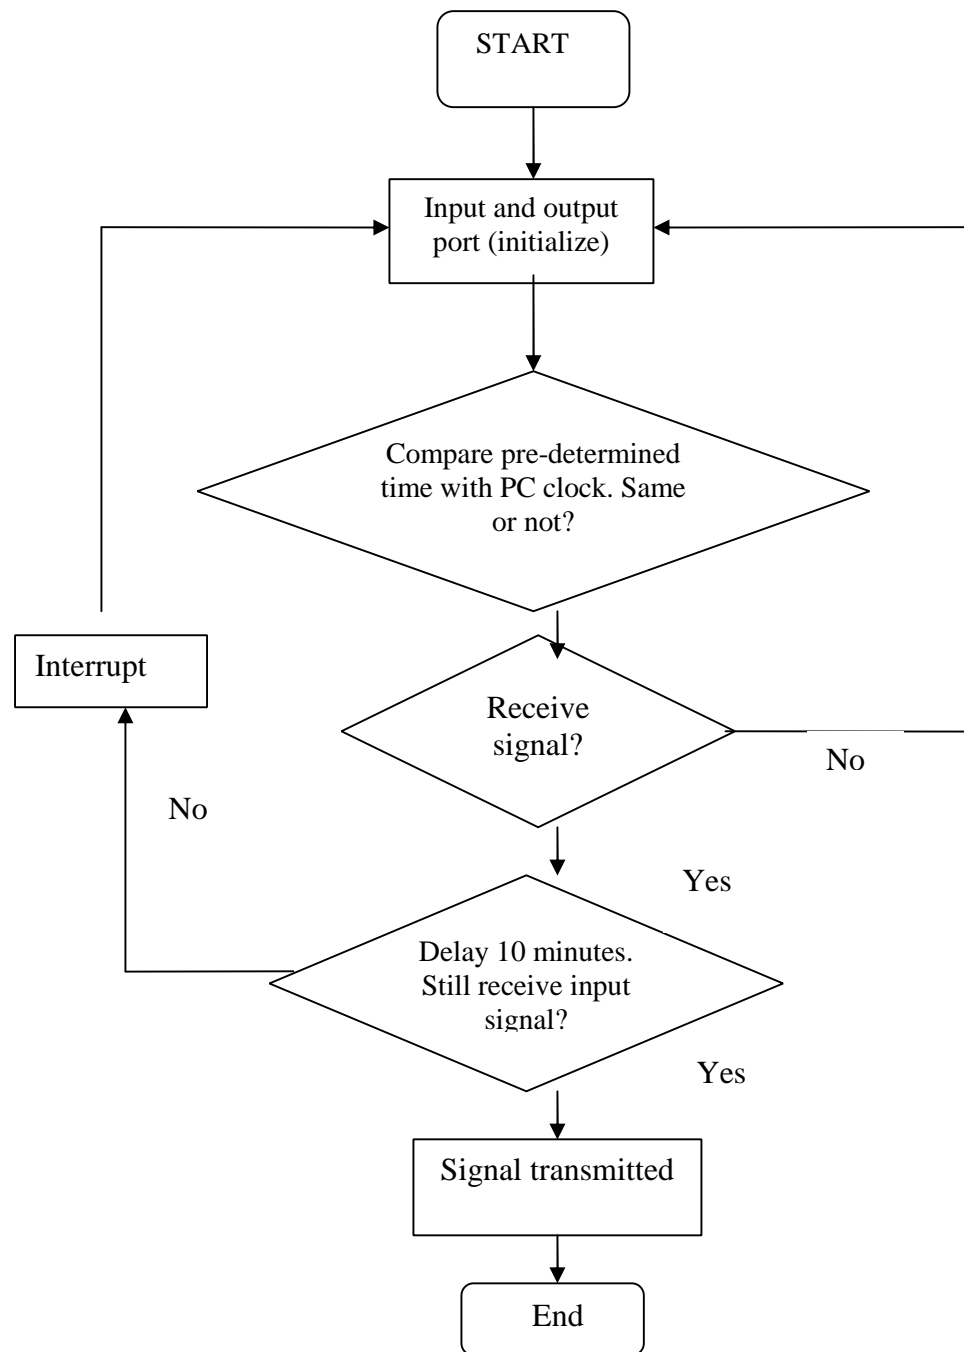 START
Input and output
port (initialize)
Compare pre-determined
time with PC clock. Same
or not?
Interrupt
Receive
signal?
No
No
Yes
Delay 10 minutes.
Still receive input
signal?
Yes
Signal transmitted
End